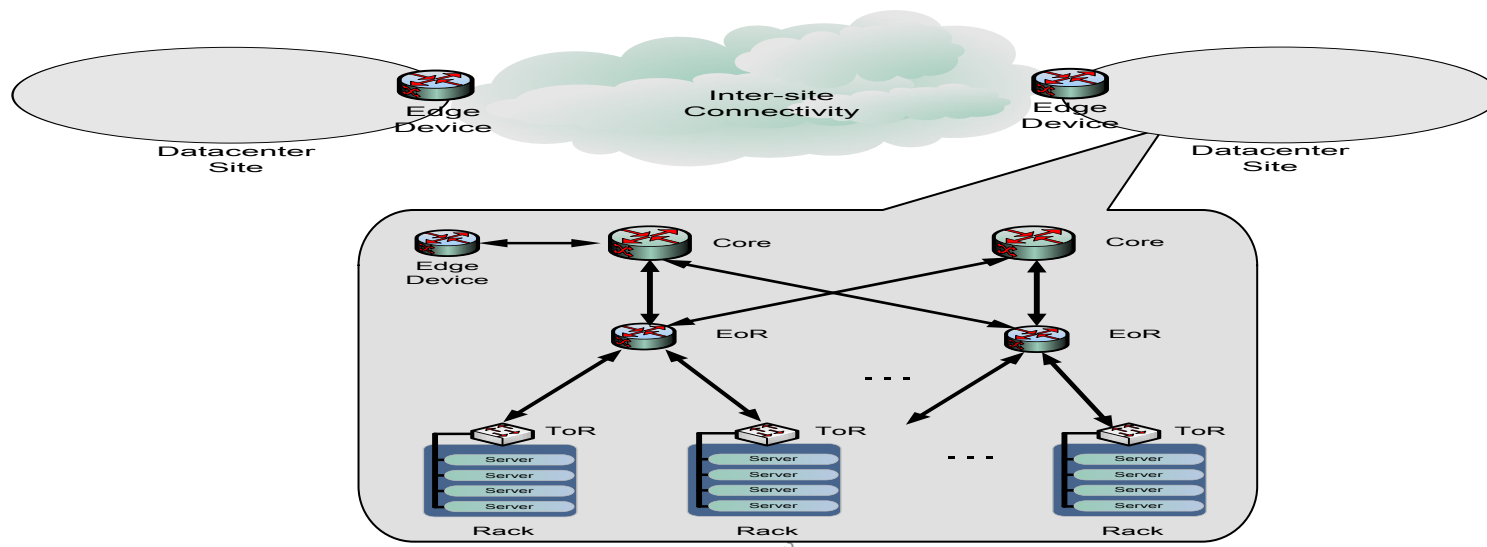 Inter-site
Connectivity
Edge
Device
Edge
Device
Datacenter
Site
Datacenter
Site
Core
Core
Edge
Device
EoR
EoR
- - -
ToR
ToR
ToR
- - -
Server
Server
Server
Server
Server
Server
Server
Server
Server
Server
Server
Server
Rack
Rack
Rack